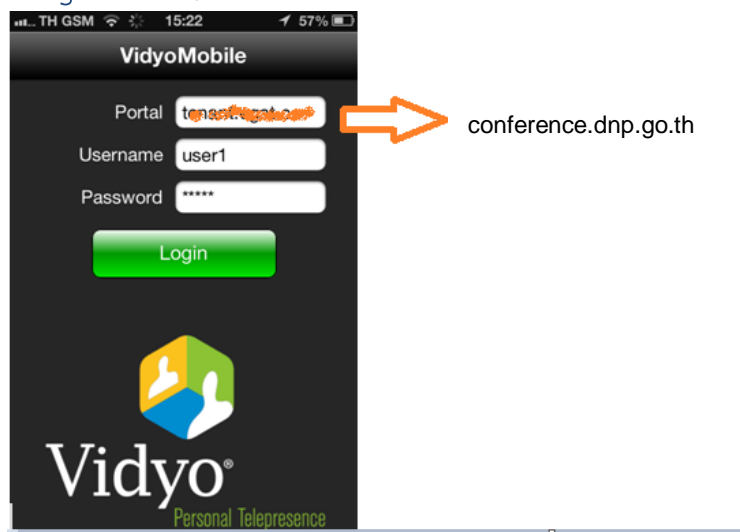 TH GSM 15:22 57%
VidyoMobile
Portal
conference.dnp.go.th
Username user1
Password *****
Login
Vidyo®
Personal Telepresence